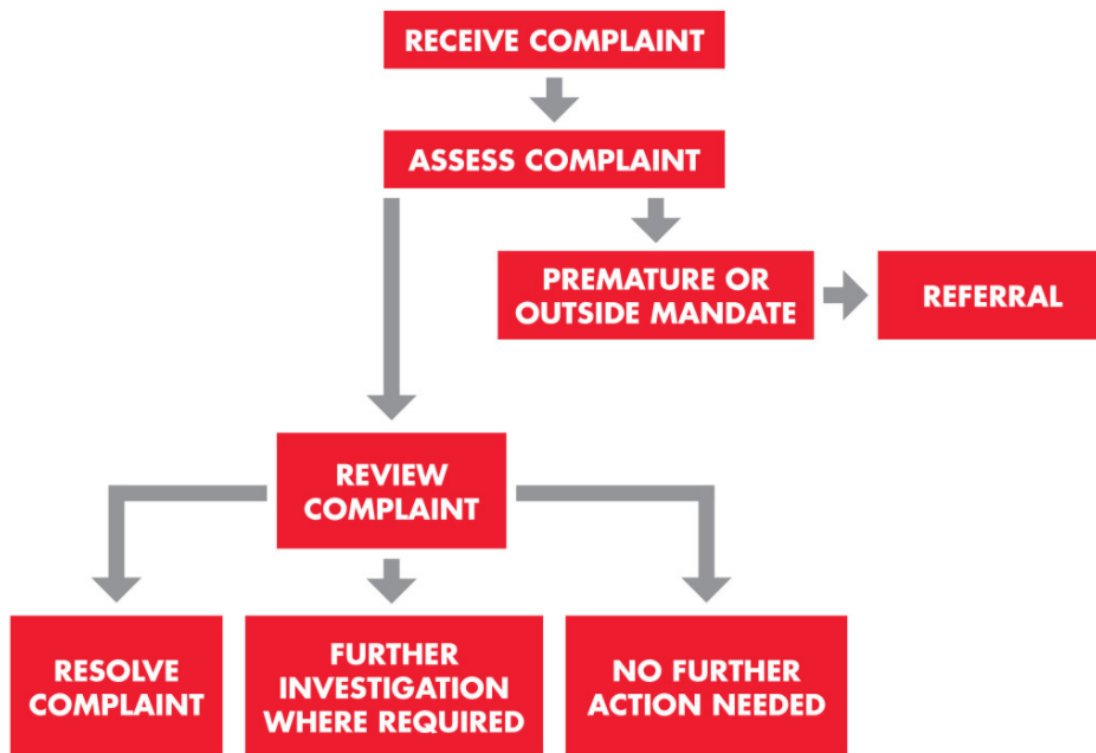 RECEIVE COMPLAINT
ASSESS COMPLAINT
PREMATURE OR
OUTSIDE MANDATE
REFERRAL
REVIEW
COMPLAINT
RESOLVE
COMPLAINT
FURTHER
INVESTIGATION
WHERE REQUIRED
NO FURTHER
ACTION NEEDED